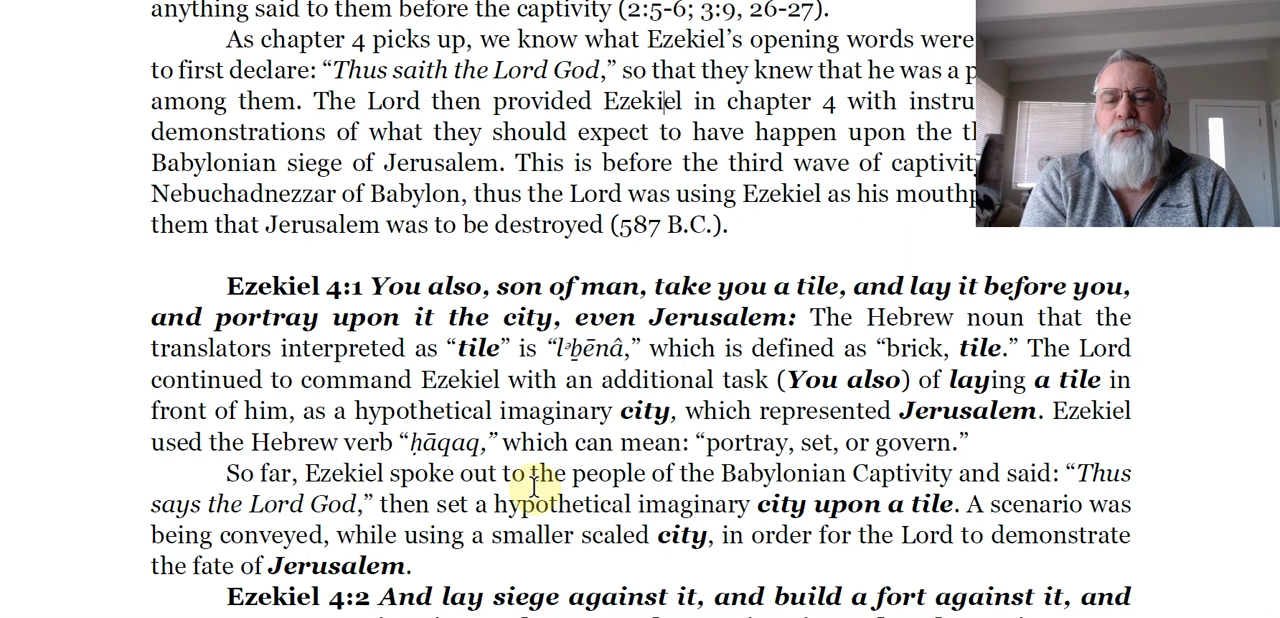 anything said to them before the captivity (2:5-6; 3:9, 26-27).
As chapter 4 picks up, we know what Ezekiel's opening words were
to first declare: “Thus saith the Lord God,” so that they knew that he was a
among them. The Lord then provided Ezekiel in chapter 4 with
demonstrations of what they should expect to have happen upon the
Babylonian siege of Jerusalem. This is before the third wave of
Nebuchadnezzar of Babylon, thus the Lord was using Ezekiel as his
them that Jerusalem was to be destroyed (587 B.C.).
Ezekiel 4:1 You also, son of man, take you a tile, and lay it before you,
and portray upon it the city, even Jerusalem: The Hebrew noun that the
translators interpreted as “tile” is “lᵊḇēnâ,” which is defined as “brick, tile.” The Lord
continued to command Ezekiel with an additional task (You also) of laying a tile in
front of him, as a hypothetical imaginary city, which represented Jerusalem. Ezekiel
used the Hebrew verb “ḥāqaq,” which can mean: “portray, set, or govern.”
So far, Ezekiel spoke out to the people of the Babylonian Captivity and said: “Thus
says the Lord God,” then set a hypothetical imaginary city upon a tile. A scenario was
being conveyed, while using a smaller scaled city, in order for the Lord to demonstrate
the fate of Jerusalem.
Ezekiel 4:2 And lay siege against it, and build a fort against it, and